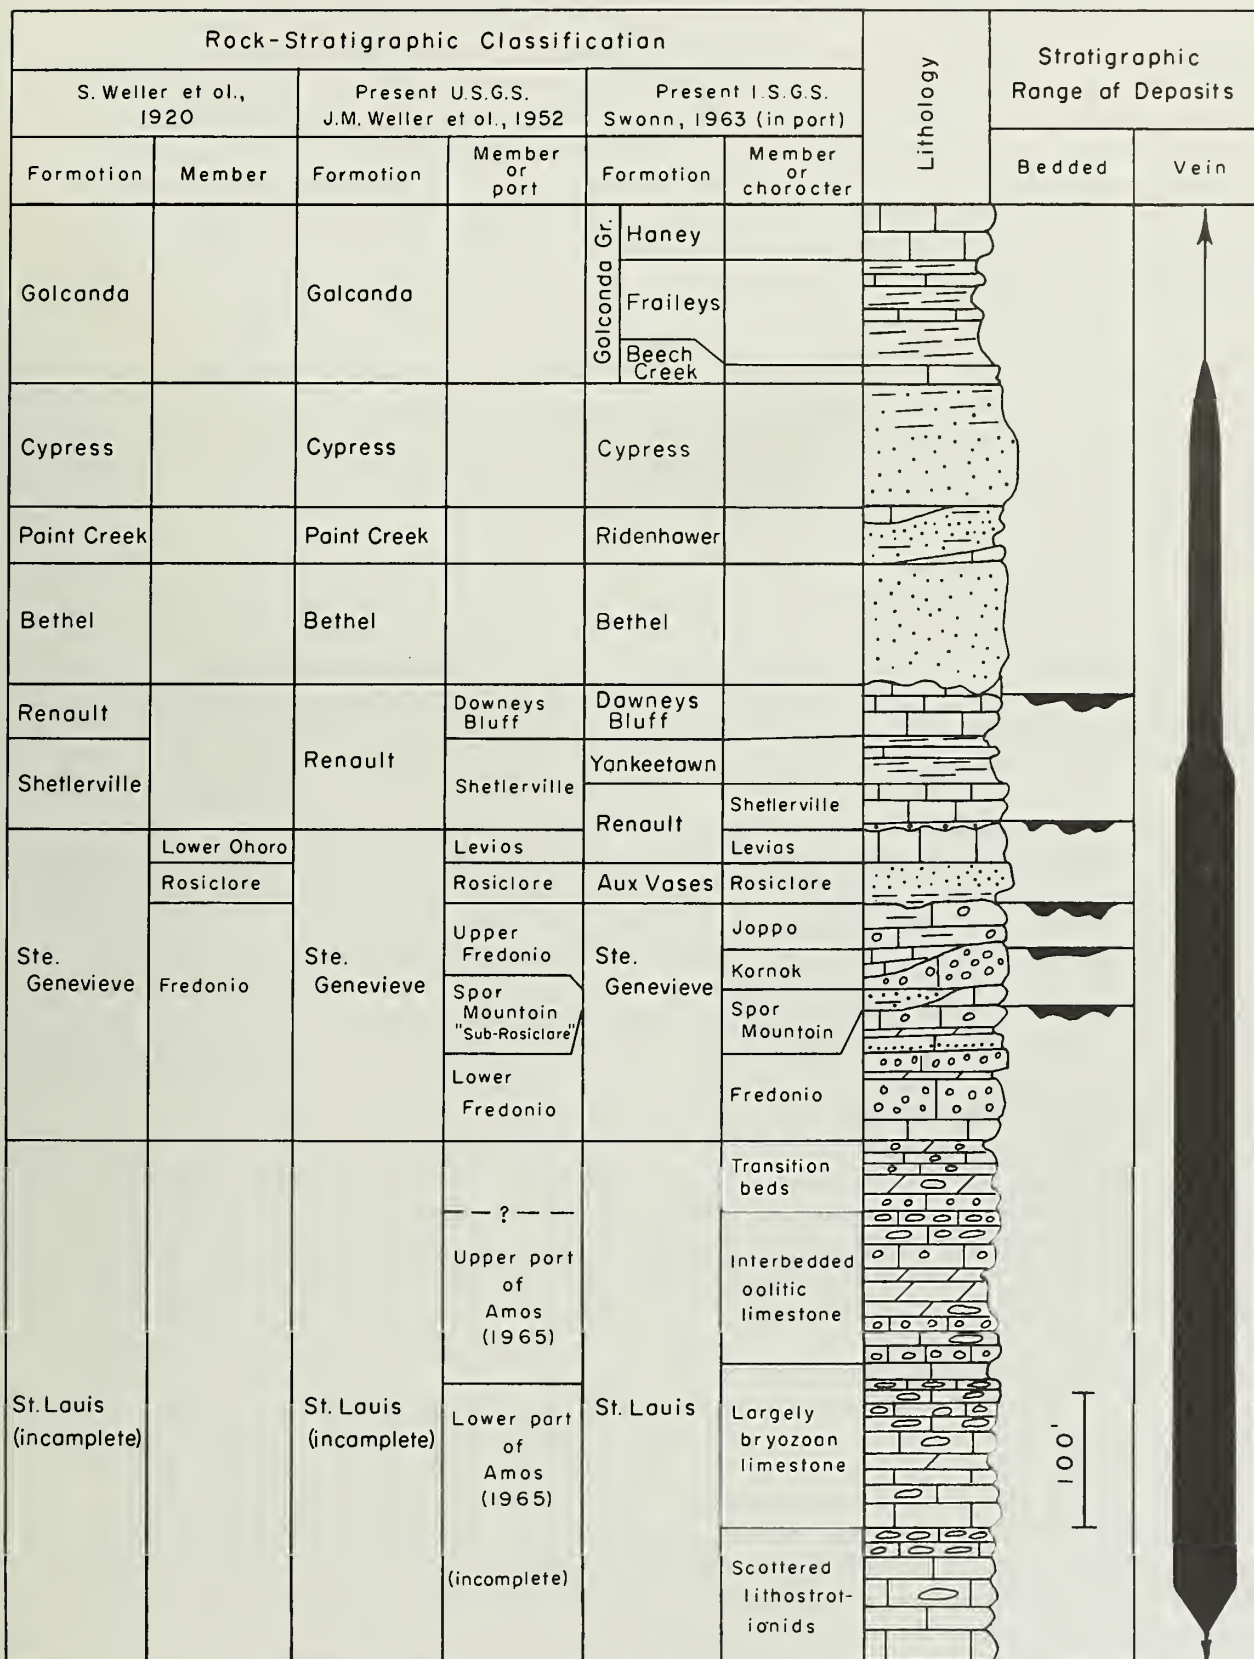 Rock-Stratigraphic Classification
S. Weller et al.,
1920
Present U.S.G.S.
J.M. Weller et al., 1952
Present I.S.G.S.
Swann, 1963 (in part)
Lithology
Stratigraphic
Range of Deposits
Formation
Member
Formation
Member
or
part
Formation
Member
or
character
Bedded
Vein
Golconda
Golconda
Golconda Gr.
Haney
Fraileys
Beech
Creek
Cypress
Cypress
Cypress
Paint Creek
Paint Creek
Ridenhower
Bethel
Bethel
Bethel
Renault
Renault
Downeys
Bluff
Downeys
Bluff
Shetlerville
Shetlerville
Yankeetown
Renault
Shetlerville
Lower Ohara
Levias
Levias
Rosiclare
Rosiclare
Aux Vases
Rosiclare
Ste.
Genevieve
Fredonia
Ste.
Genevieve
Upper
Fredonia
Spar
Mountain
"Sub-Rosiclare"
Lower
Fredonia
Ste.
Genevieve
Joppa
Karnak
Spar
Mountain
Fredonia
St. Louis
(incomplete)
St. Louis
(incomplete)
?
Upper part
of
Amos
(1965)
Lower part
of
Amos
(1965)
(incomplete)
St. Louis
Transition
beds
Interbedded
oolitic
limestone
Largely
bryozoan
limestone
Scattered
lithostrot-
ionids
100'